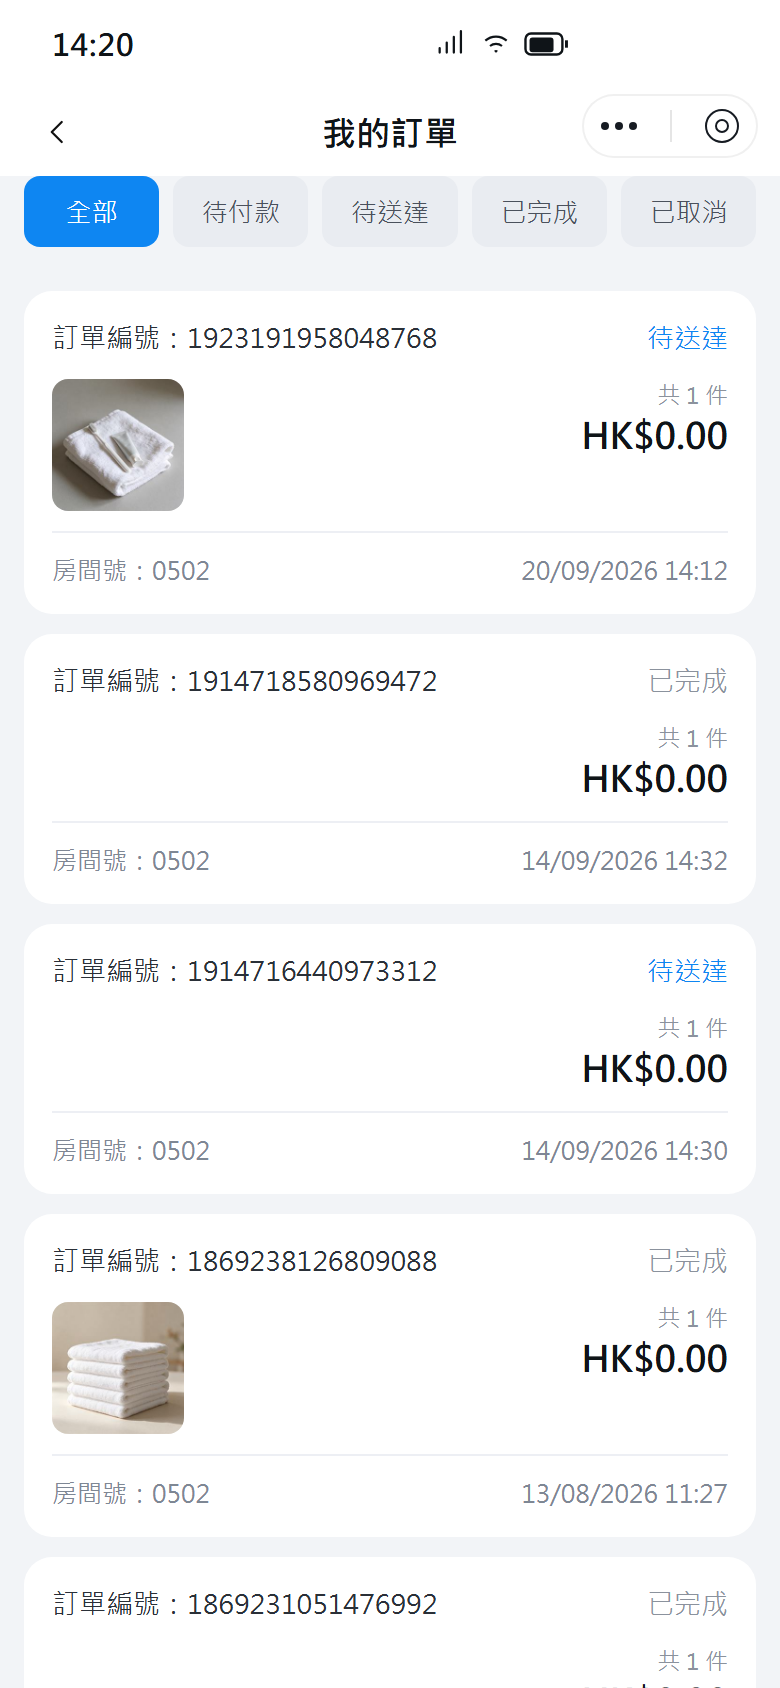 14:20
我的訂單
全部 待付款 待送達 已完成 已取消
訂單編號：1923191958048768 待送達
共 1 件
HK$0.00
房間號：0502 20/09/2026 14:12
訂單編號：1914718580969472 已完成
共 1 件
HK$0.00
房間號：0502 14/09/2026 14:32
訂單編號：1914716440973312 待送達
共 1 件
HK$0.00
房間號：0502 14/09/2026 14:30
訂單編號：1869238126809088 已完成
共 1 件
HK$0.00
房間號：0502 13/08/2026 11:27
訂單編號：1869231051476992 已完成
共 1 件